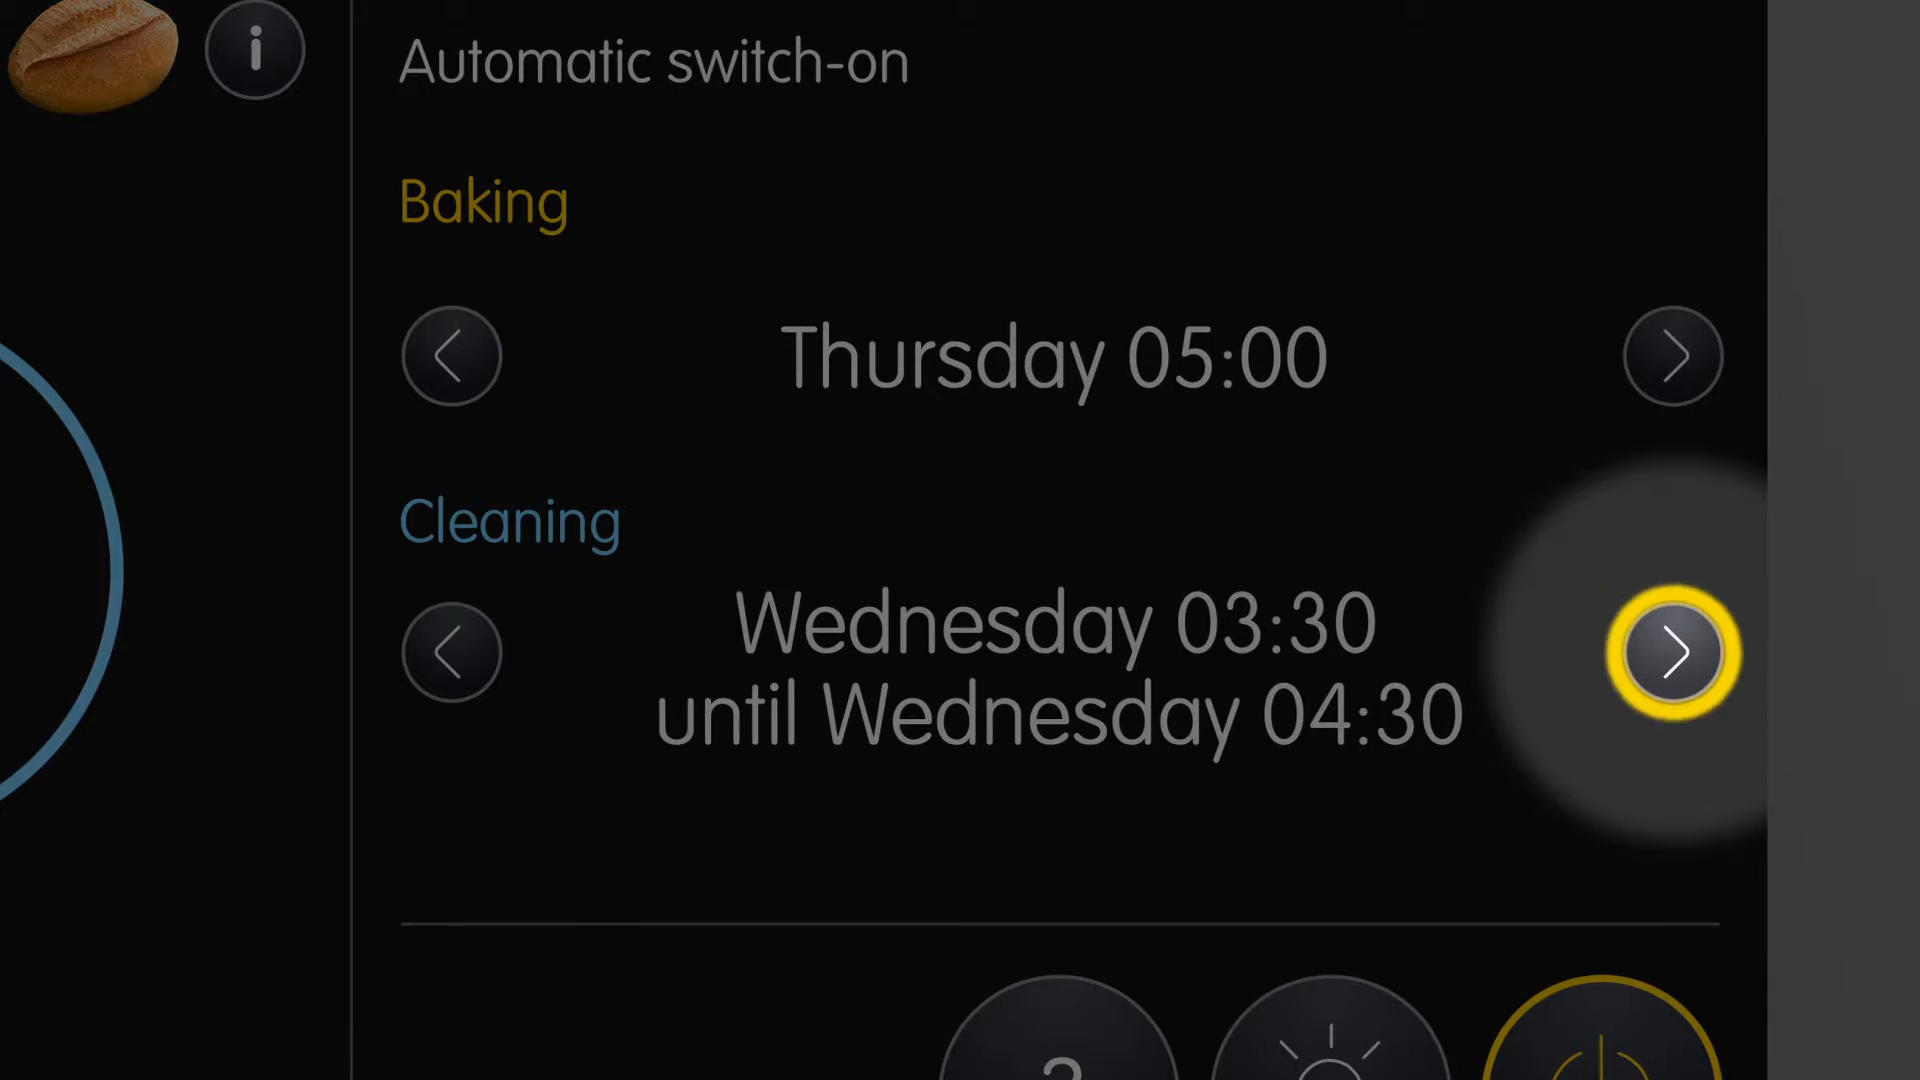 i
Automatic switch-on
Baking
Thursday 05:00
Cleaning
Wednesday 03:30
until Wednesday 04:30
?